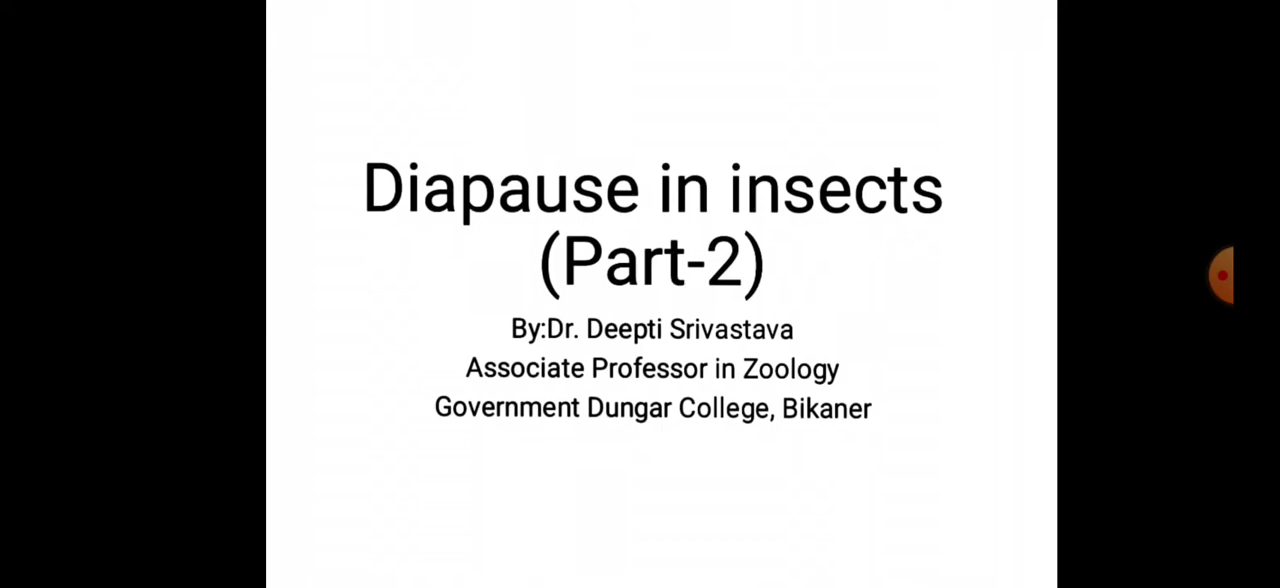 Diapause in insects
(Part-2)
By:Dr. Deepti Srivastava
Associate Professor in Zoology
Government Dungar College, Bikaner